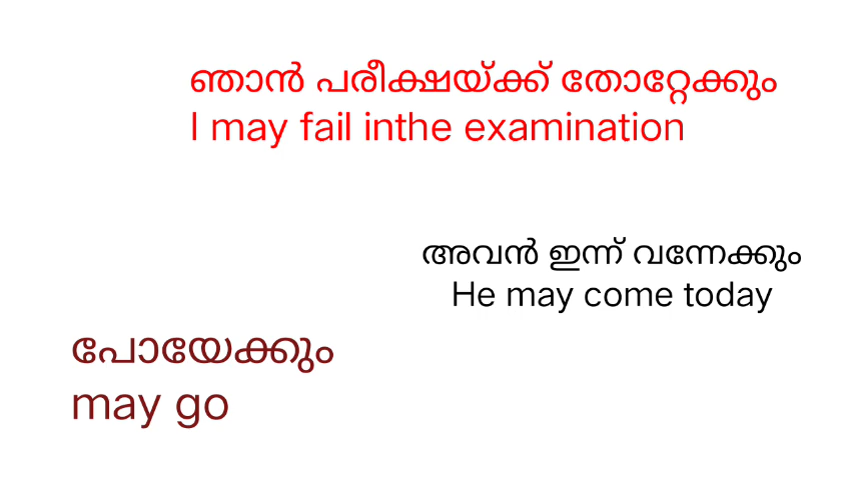 ഞാൻ പരീക്ഷയ്ക്ക് തോറ്റേക്കും
I may fail inthe examination
അവൻ ഇന്ന് വന്നേക്കും
He may come today
പോയേക്കും
may go